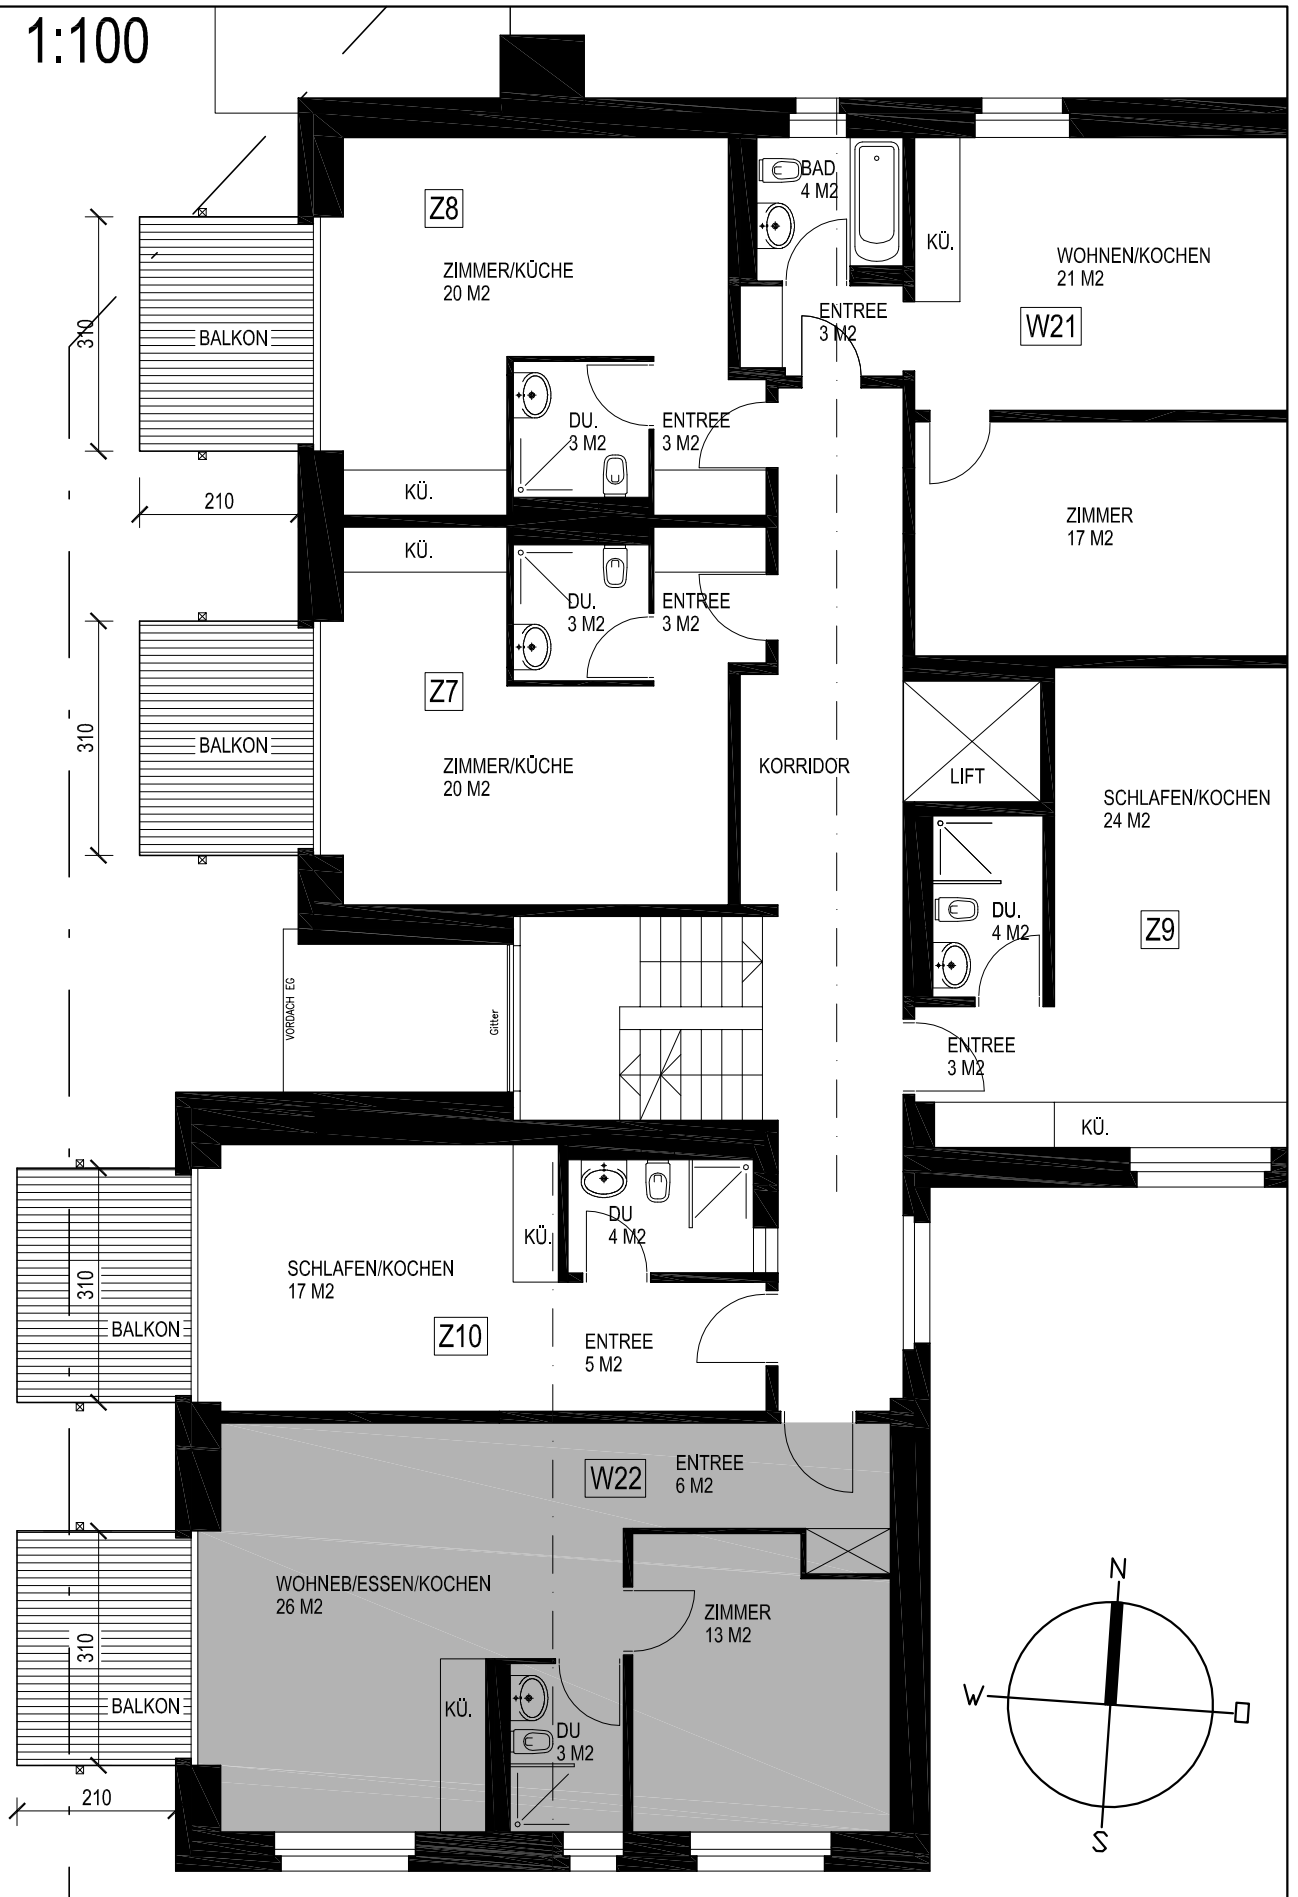 1:100
Z8
ZIMMER/KÜCHE
20 M2
BAD
4 M2
KÜ.
WOHNEN/KOCHEN
21 M2
W21
ENTREE
3 M2
310
BALKON
DU.
3 M2
ENTREE
3 M2
KÜ.
210
ZIMMER
17 M2
KÜ.
DU.
3 M2
ENTREE
3 M2
Z7
310
BALKON
ZIMMER/KÜCHE
20 M2
KORRIDOR
LIFT
SCHLAFEN/KOCHEN
24 M2
DU.
4 M2
Z9
VORDACH EG
Gitter
ENTREE
3 M2
KÜ.
DU
4 M2
KÜ.
SCHLAFEN/KOCHEN
17 M2
310
BALKON
Z10
ENTREE
5 M2
W22
ENTREE
6 M2
WOHNEB/ESSEN/KOCHEN
26 M2
ZIMMER
13 M2
310
BALKON
KÜ.
DU
3 M2
210
N
W
O
S